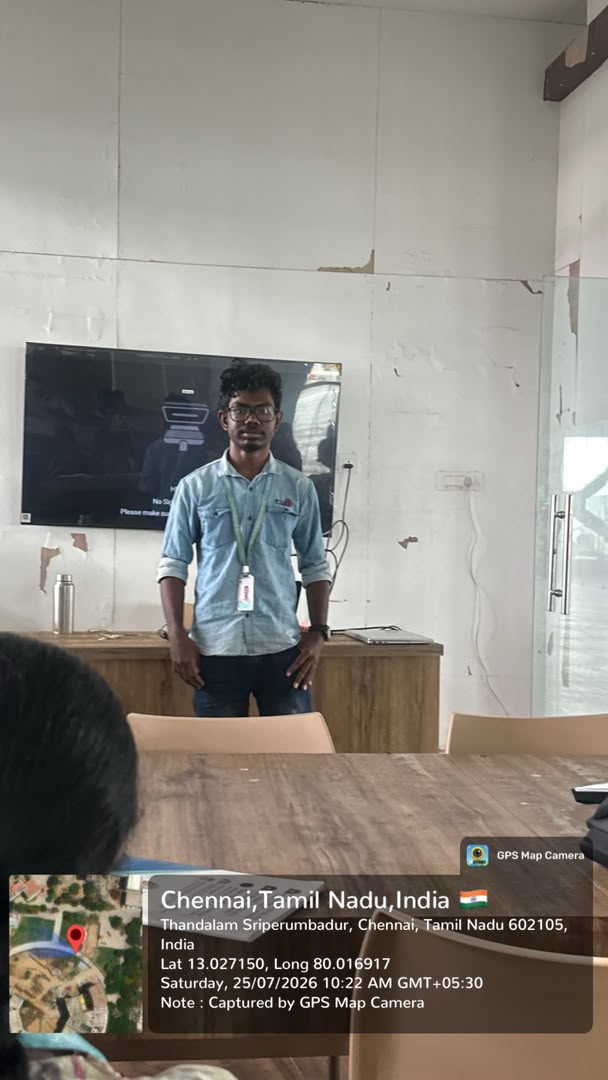 No Si
Please make su
GPS Map Camera
Chennai,Tamil Nadu,India
Thandalam Sriperumbadur, Chennai, Tamil Nadu 602105,
India
Lat 13.027150, Long 80.016917
Saturday, 25/07/2026 10:22 AM GMT+05:30
Note : Captured by GPS Map Camera